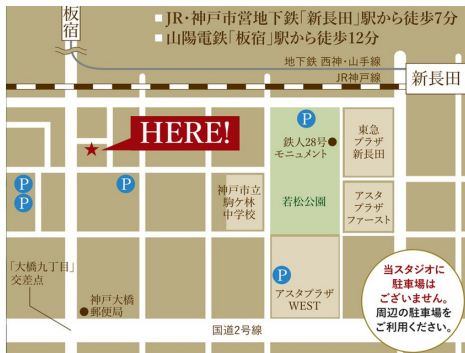 ■ JR・神戸市営地下鉄「新長田」駅から徒歩7分
■ 山陽電鉄「板宿」駅から徒歩12分
板宿
地下鉄 西神・山手線
JR神戸線
新長田
HERE!
P
鉄人28号
モニュメント
東急
プラザ
新長田
P
P
P
神戸市立
駒ケ林
中学校
若松公園
アスタ
プラザ
ファースト
「大橋九丁目」
交差点
神戸大橋
郵便局
P
アスタプラザ
WEST
国道2号線
当スタジオに
駐車場は
ございません。
周辺の駐車場を
ご利用ください。